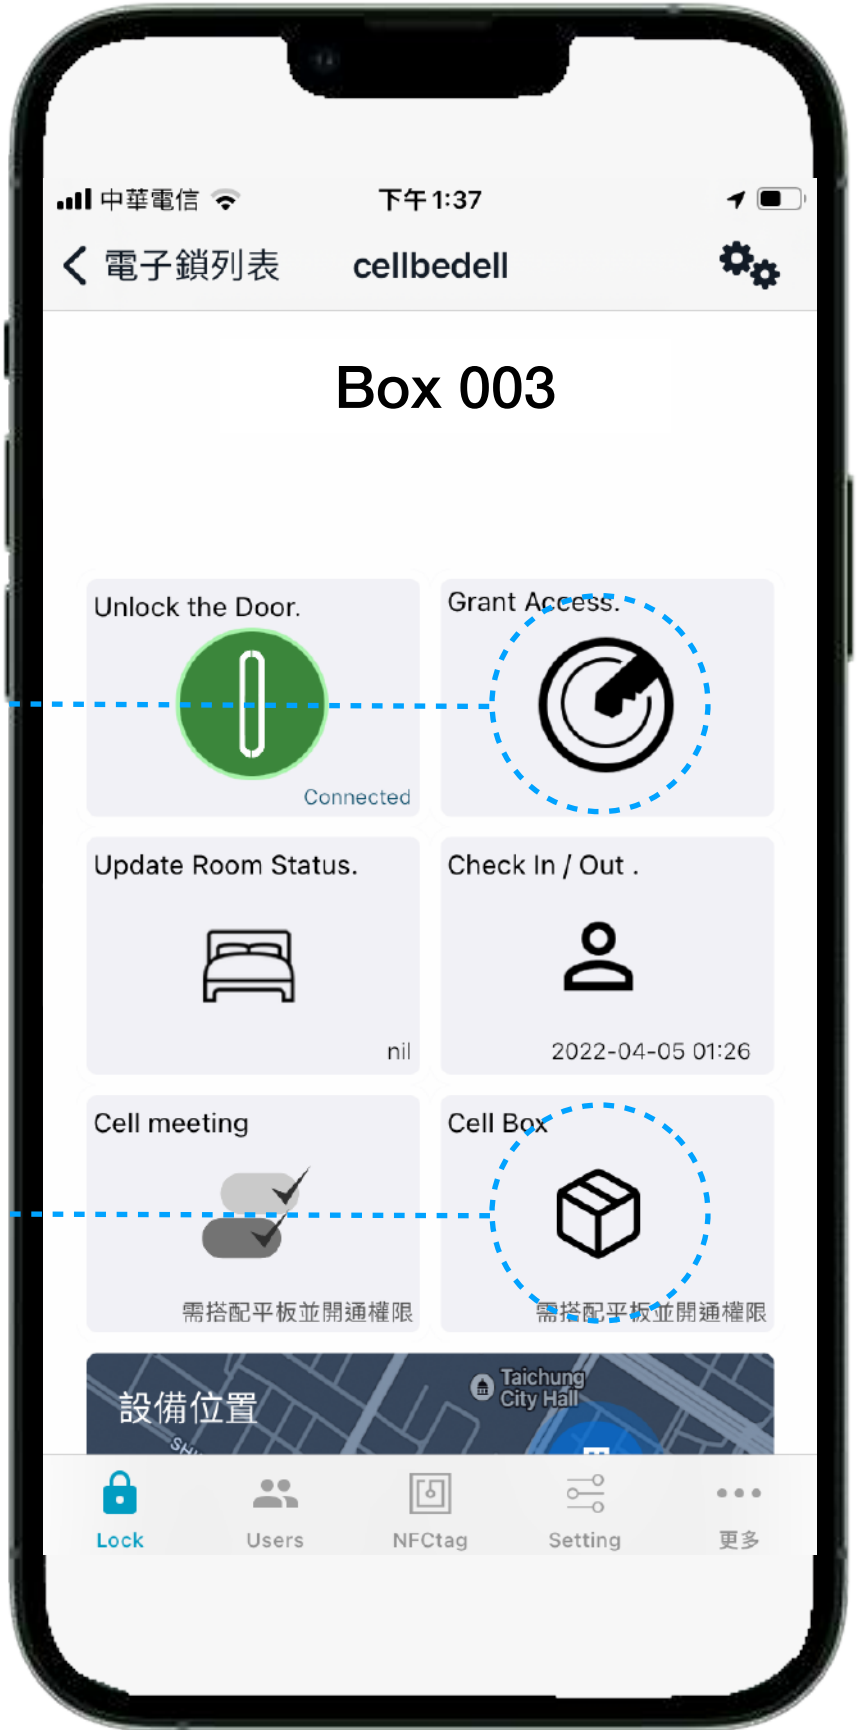 中華電信 下午1:37
電子鎖列表 cellbedell
Box 003
Unlock the Door. Grant Access.
Connected
Update Room Status. Check In / Out .
nil 2022-04-05 01:26
Cell meeting Cell Box
需搭配平板並開通權限 需搭配平板並開通權限
設備位置 Taichung
City Hall
Lock Users NFCtag Setting 更多